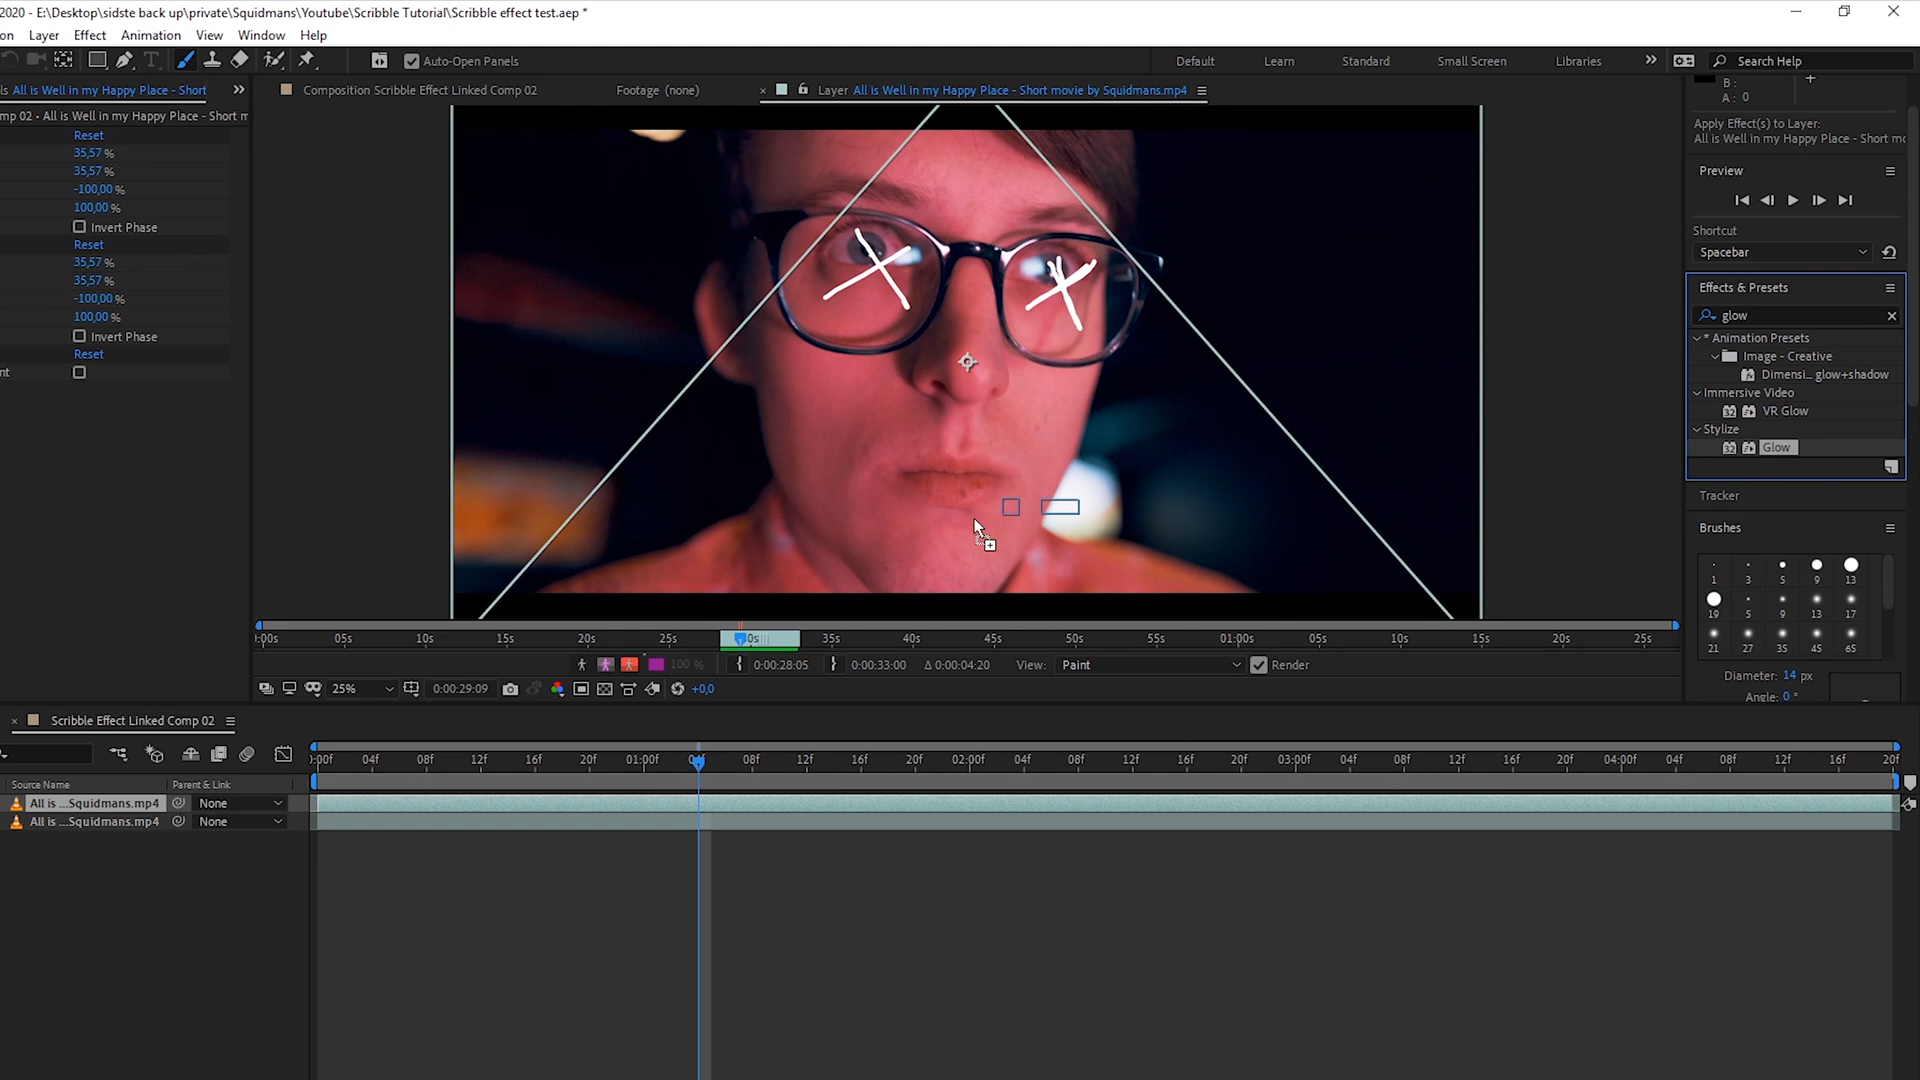 2020 - E:\Desktop\sidste back up\private\Squidmans\Youtube\Scribble Tutorial\Scribble effect test.aep *
on Layer Effect Animation View Window Help
Auto-Open Panels Default Learn Standard Small Screen Libraries Search Help
ls All is Well in my Happy Place - Short
Composition Scribble Effect Linked Comp 02 Footage (none) Layer All is Well in my Happy Place - Short movie by Squidmans.mp4
mp 02 • All is Well in my Happy Place - Short m
Reset
35,57 %
35,57 %
-100,00 %
100,00 %
Invert Phase
Reset
35,57 %
35,57 %
-100,00 %
100,00 %
Invert Phase
Reset
nt
B :
A : 0
Apply Effect(s) to Layer:
All is Well in my Happy Place - Short mo
Preview
Shortcut
Spacebar
Effects & Presets
glow
* Animation Presets
Image - Creative
Dimensi... glow+shadow
Immersive Video
32 VR Glow
Stylize
32 Glow
Tracker
Brushes
1 3 5 9 13
19 5 9 13 17
21 27 35 45 65
Diameter: 14 px
Angle: 0 °
):00s 05s 10s 15s 20s 25s 0s 35s 40s 45s 50s 55s 01:00s 05s 10s 15s 20s 25s
100 % 0:00:28:05 0:00:33:00 Δ 0:00:04:20 View: Paint Render
25% 0:00:29:09 +0,0
Scribble Effect Linked Comp 02
):00f 04f 08f 12f 16f 20f 01:00f 08f 12f 16f 20f 02:00f 04f 08f 12f 16f 20f 03:00f 04f 08f 12f 16f 20f 04:00f 04f 08f 12f 16f 20f
Source Name Parent & Link
All is ...Squidmans.mp4 None
All is ...Squidmans.mp4 None